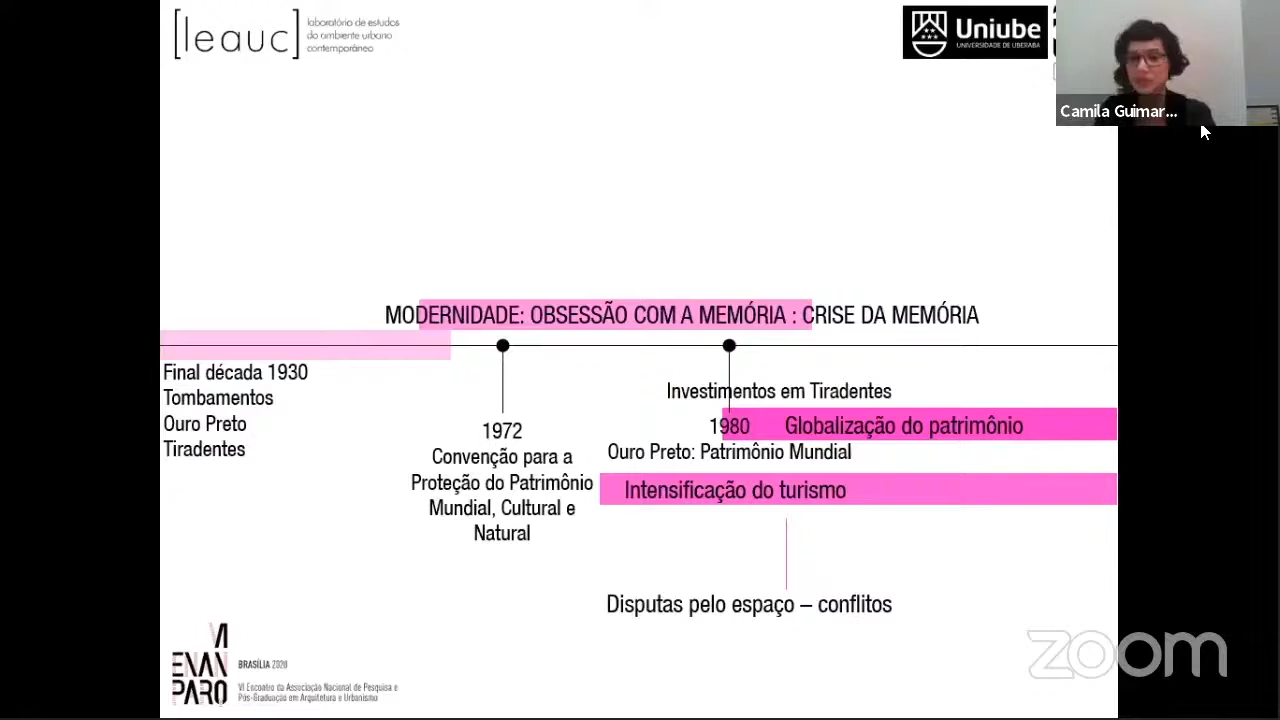 [leauc]
laboratório de estudos
do ambiente urbano
contemporâneo
Uniube
UNIVERSIDADE DE UBERABA
Camila Guimar...
MODERNIDADE: OBSESSÃO COM A MEMÓRIA : CRISE DA MEMÓRIA
Final década 1930
Tombamentos
Ouro Preto
Tiradentes
1972
Convenção para a
Proteção do Patrimônio
Mundial, Cultural e
Natural
Investimentos em Tiradentes
1980 Globalização do patrimônio
Ouro Preto: Patrimônio Mundial
Intensificação do turismo
Disputas pelo espaço – conflitos
VI
ENAN
PARQ
BRASÍLIA 2020
VI Encontro da Associação Nacional de Pesquisa e
Pós-Graduação em Arquitetura e Urbanismo
zoom